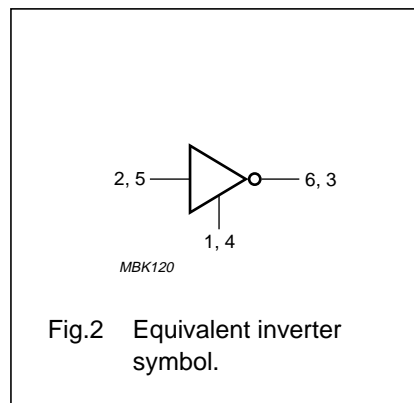 2, 5
6, 3
1, 4
MBK120
Fig.2 Equivalent inverter
symbol.